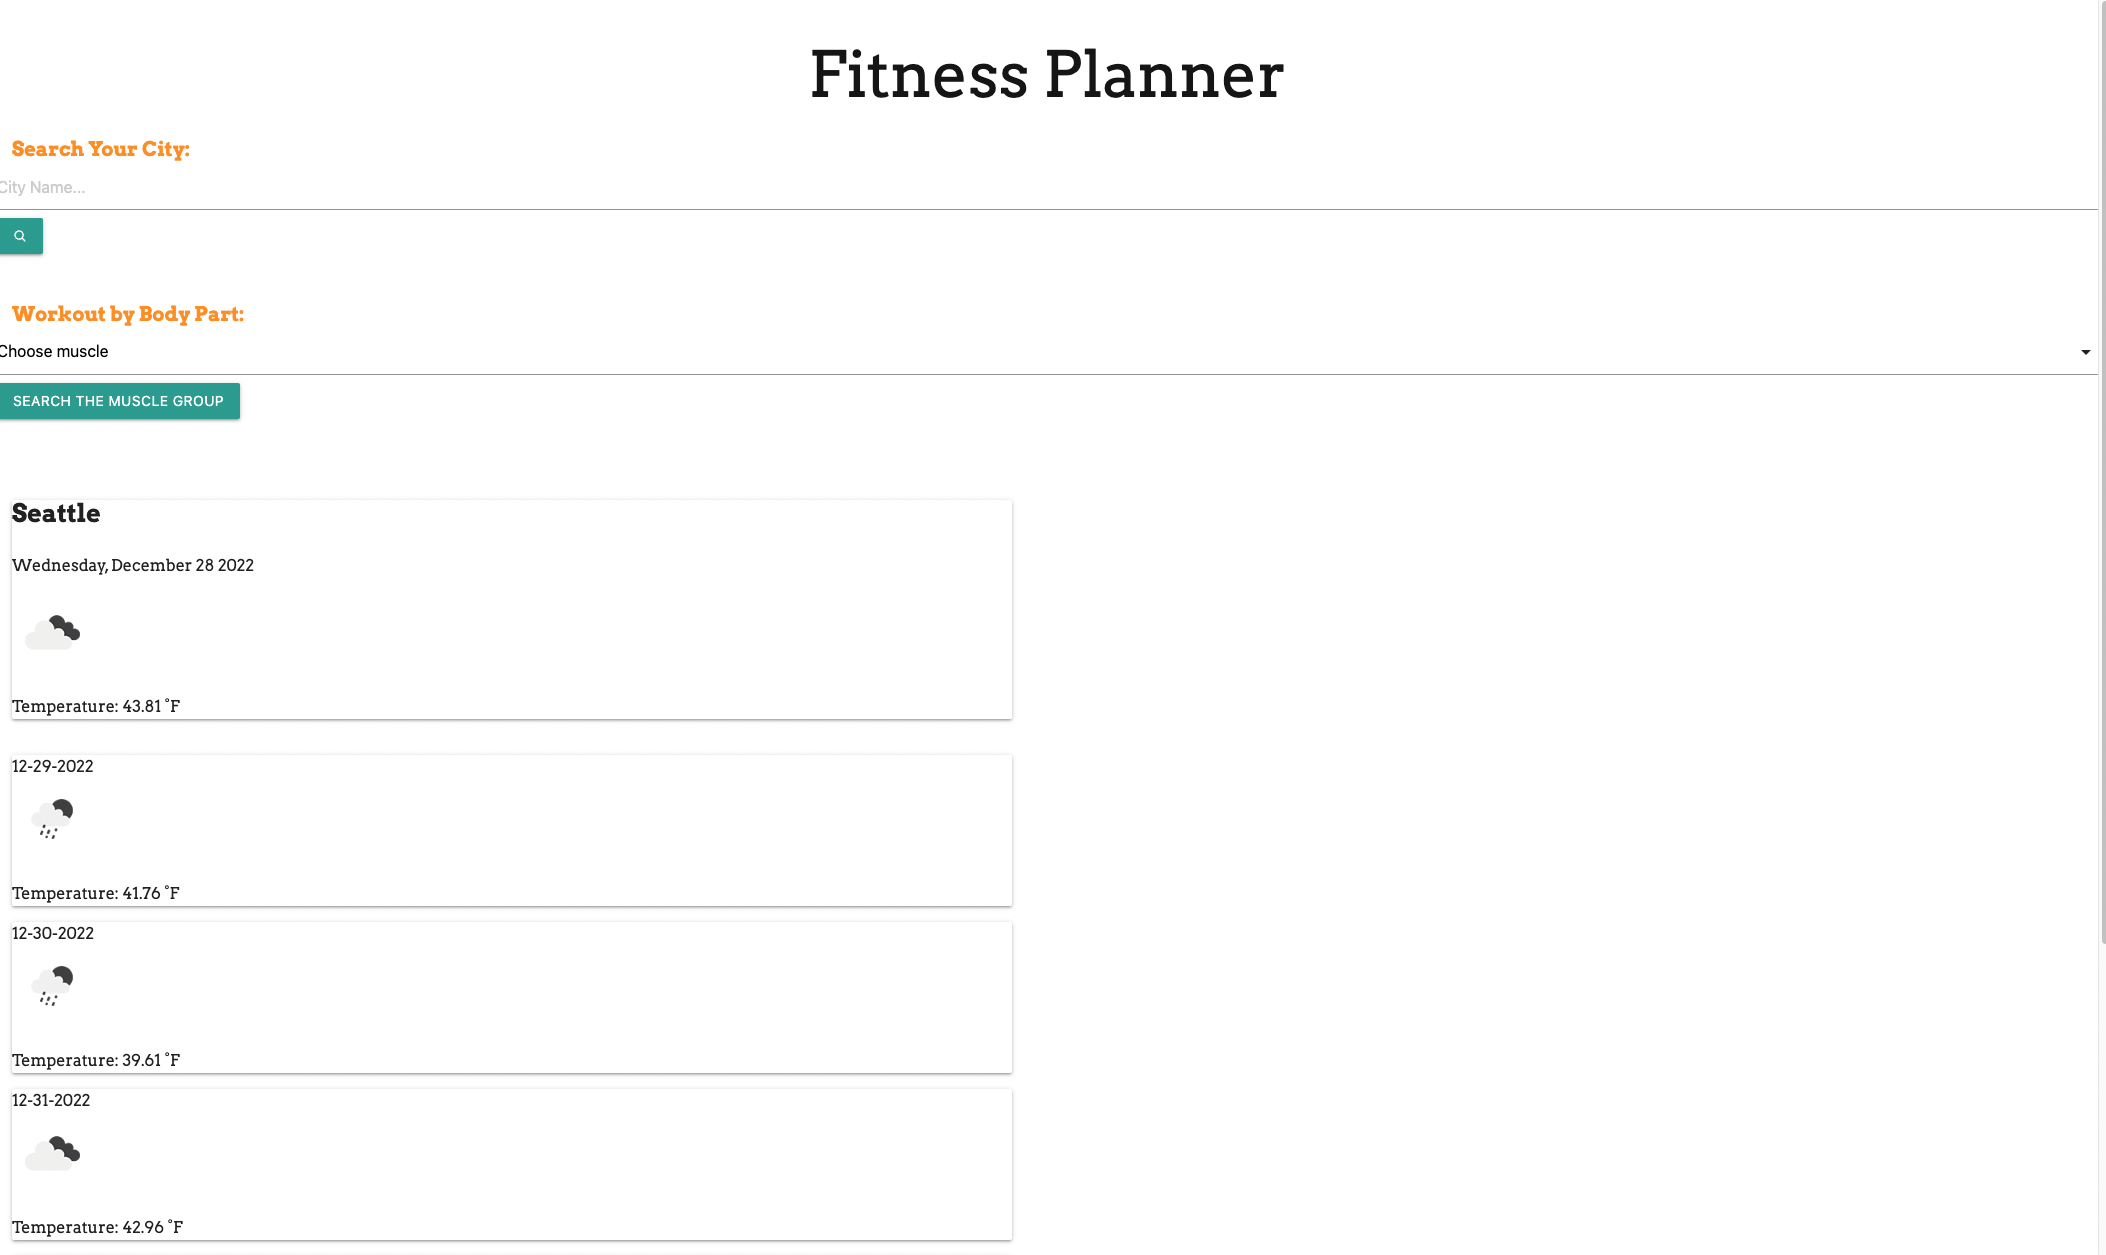 Fitness Planner
Search Your City:
City Name...
Workout by Body Part:
Choose muscle
SEARCH THE MUSCLE GROUP
Seattle
Wednesday, December 28 2022
Temperature: 43.81 °F
12-29-2022
Temperature: 41.76 °F
12-30-2022
Temperature: 39.61 °F
12-31-2022
Temperature: 42.96 °F